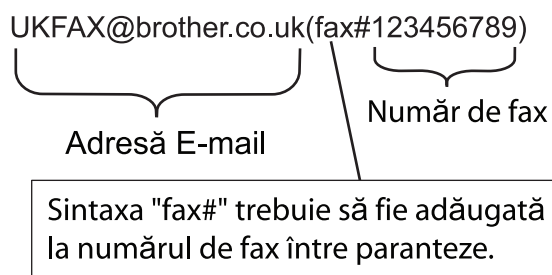 UKFAX@brother.co.uk(fax#123456789)
Număr de fax
Adresă E-mail
Sintaxa "fax#" trebuie să fie adăugată
la numărul de fax între paranteze.